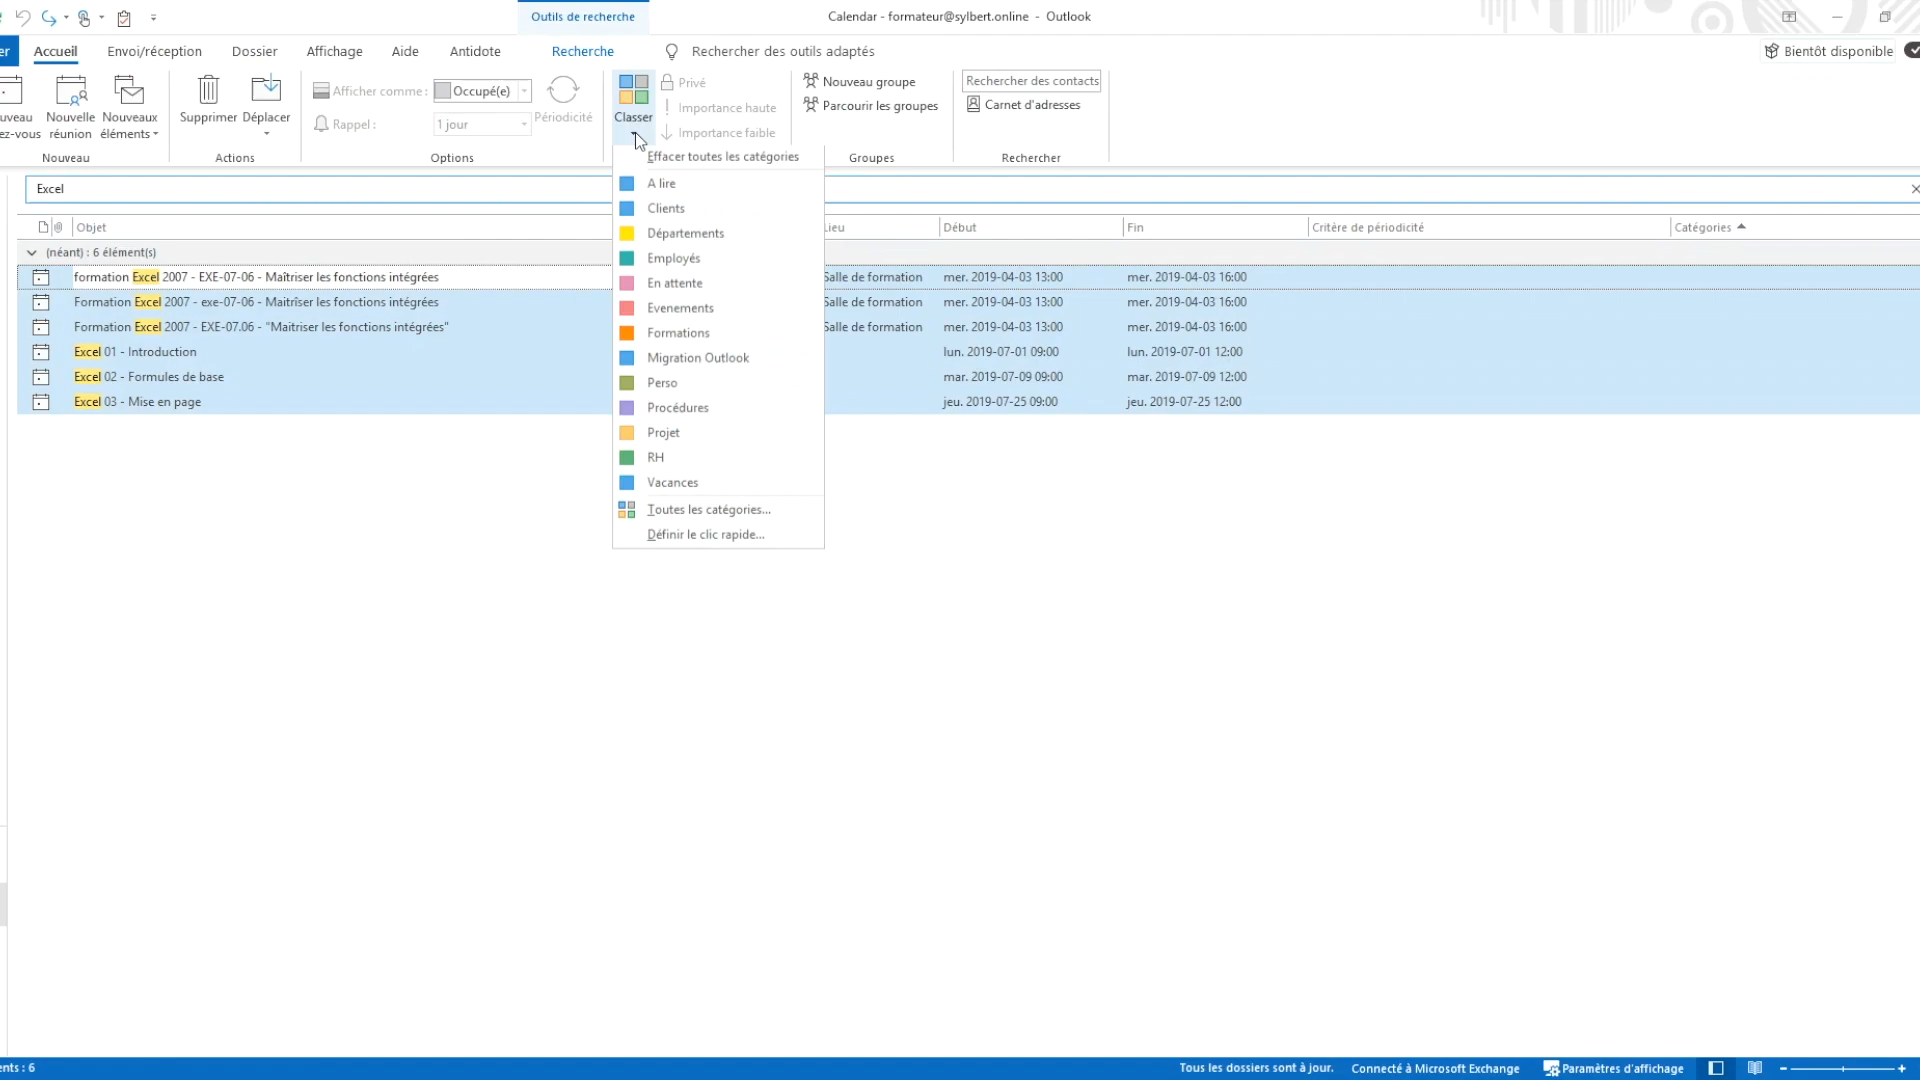 Outils de recherche
Calendar - formateur@sylbert.online - Outlook
er Accueil Envoi/réception Dossier Affichage Aide Antidote Recherche Rechercher des outils adaptés Bientôt disponible
uveau
ez-vous
Nouvelle
réunion
Nouveaux
éléments
Nouveau
Supprimer Déplacer
Actions
Afficher comme : Occupé(e)
Rappel : 1 jour
Périodicité
Options
Classer
Privé
Importance haute
Importance faible
Nouveau groupe
Parcourir les groupes
Groupes
Rechercher des contacts
Carnet d'adresses
Rechercher
Effacer toutes les catégories
A lire
Clients
Départements
Employés
En attente
Evenements
Formations
Migration Outlook
Perso
Procédures
Projet
RH
Vacances
Toutes les catégories...
Définir le clic rapide...
Excel
Objet Lieu Début Fin Critère de périodicité Catégories
(néant) : 6 élément(s)
formation Excel 2007 - EXE-07-06 - Maîtriser les fonctions intégrées Salle de formation mer. 2019-04-03 13:00 mer. 2019-04-03 16:00
Formation Excel 2007 - exe-07-06 - Maitrîser les fonctions intégrées Salle de formation mer. 2019-04-03 13:00 mer. 2019-04-03 16:00
Formation Excel 2007 - EXE-07.06 - "Maitriser les fonctions intégrées" Salle de formation mer. 2019-04-03 13:00 mer. 2019-04-03 16:00
Excel 01 - Introduction lun. 2019-07-01 09:00 lun. 2019-07-01 12:00
Excel 02 - Formules de base mar. 2019-07-09 09:00 mar. 2019-07-09 12:00
Excel 03 - Mise en page jeu. 2019-07-25 09:00 jeu. 2019-07-25 12:00
ents : 6 Tous les dossiers sont à jour. Connecté à Microsoft Exchange Paramètres d'affichage